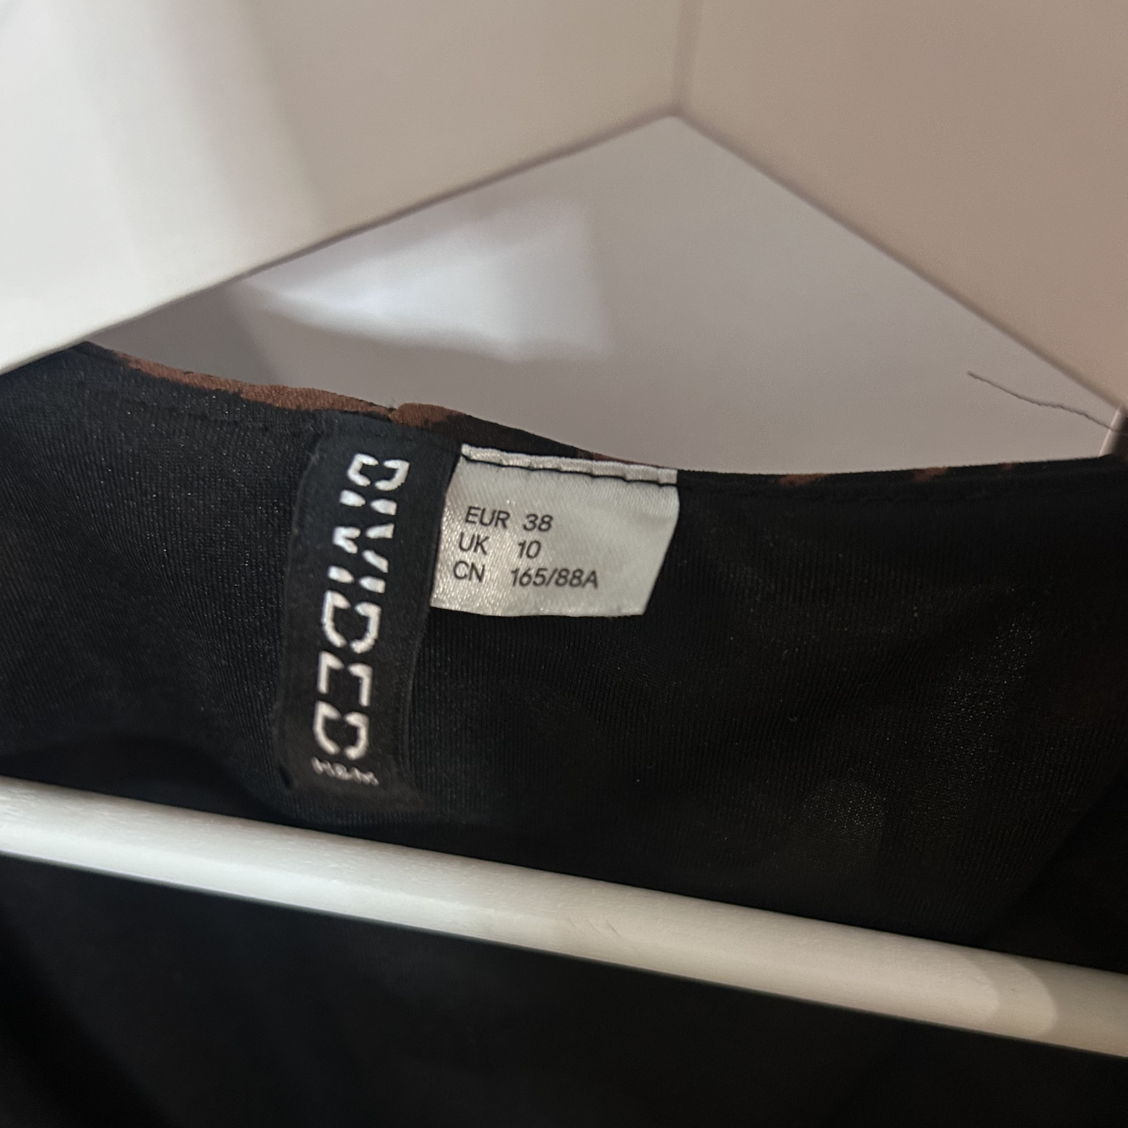 DIVIDED
H&M
EUR 38
UK 10
CN 165/88A